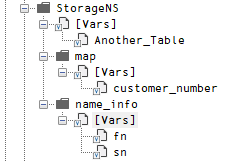 StorageNS
[Vars]
Another_Table
map
[Vars]
customer_number
name_info
[Vars]
fn
sn